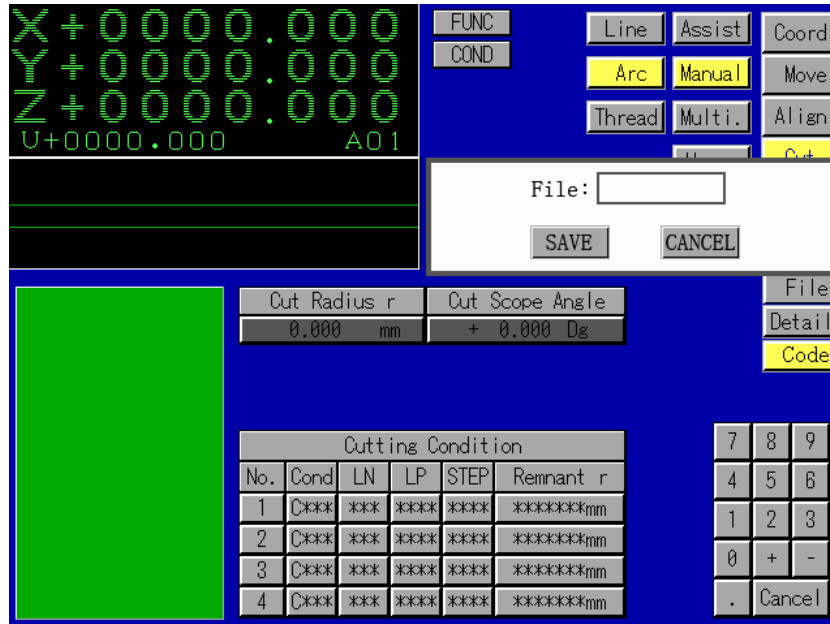 X+0000.000
Y+0000.000
Z+0000.000
U+0000.000 A01
FUNC
COND
Line Assist Coord
Arc Manual Move
Thread Multi. Align
Cut
File:
SAVE CANCEL
File
Detail
Code
Cut Radius r Cut Scope Angle
0.000 mm + 0.000 Dg
Cutting Condition
No. Cond LN LP STEP Remnant r
1 C*** *** **** **** *******mm
2 C*** *** **** **** *******mm
3 C*** *** **** **** *******mm
4 C*** *** **** **** *******mm
7 8 9
4 5 6
1 2 3
0 + -
. Cancel